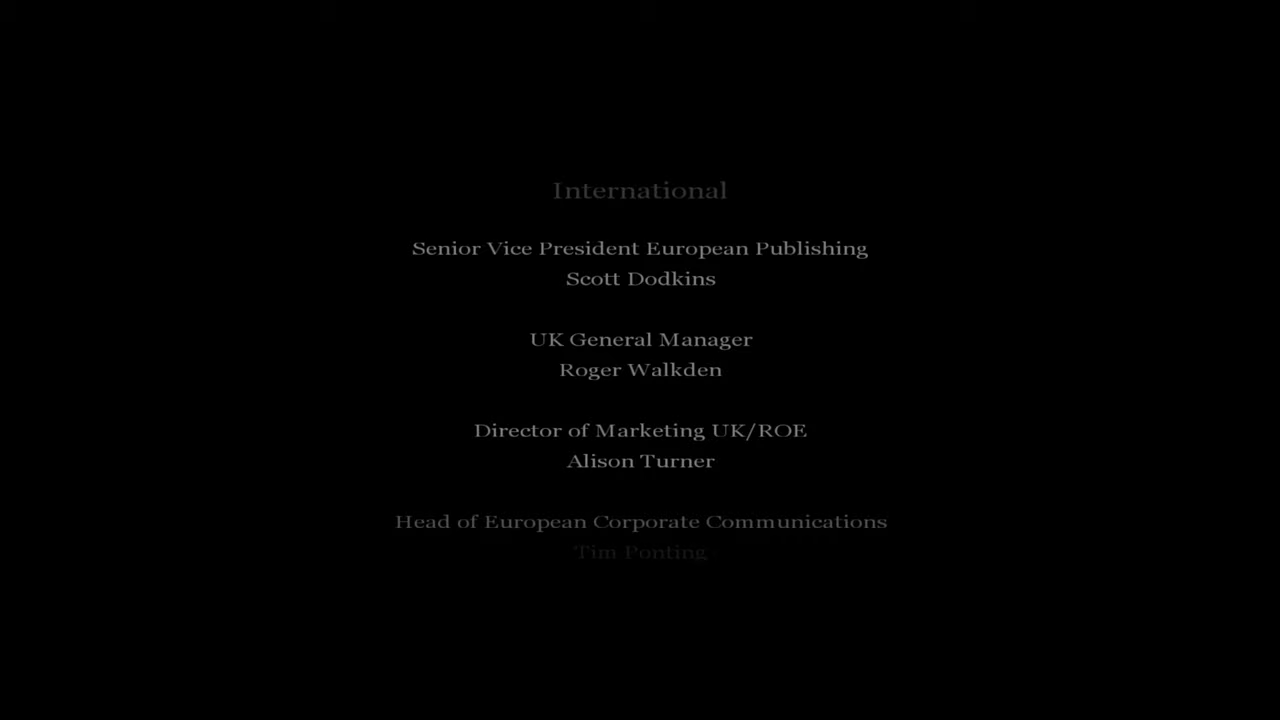 International
Senior Vice President European Publishing
Scott Dodkins
UK General Manager
Roger Walkden
Director of Marketing UK/ROE
Alison Turner
Head of European Corporate Communications
Tim Ponting